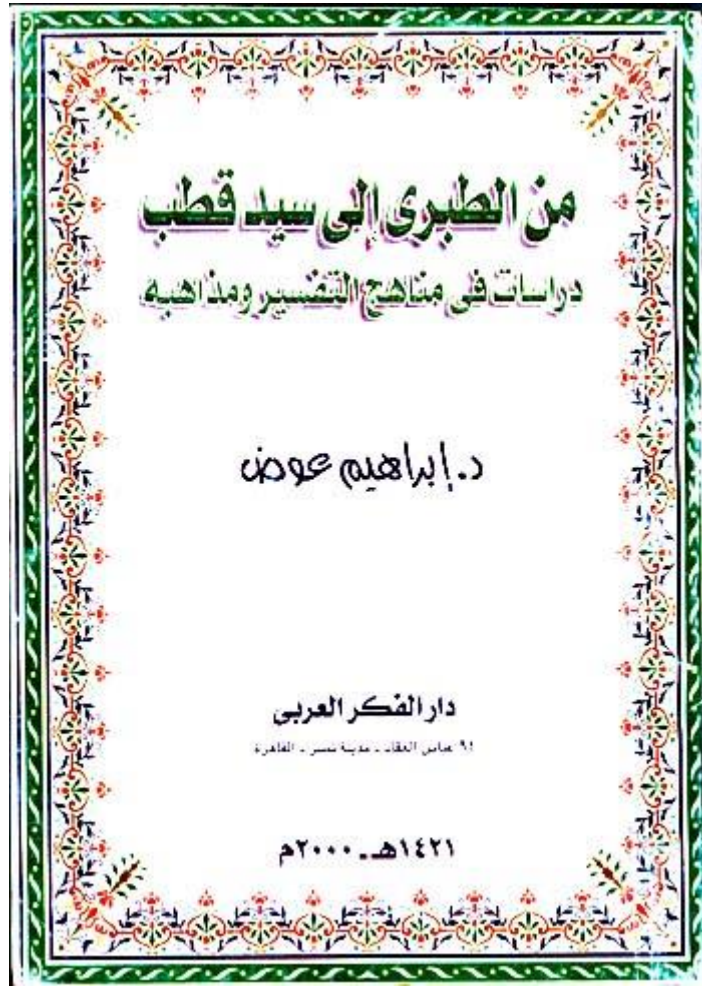 من الطبرى إلى سيد قطب
دراسات فى مناهج التفسير ومذاهبه
د. إبراهيم عوض
دار الفكر العربى
٩٤ عباس العقاد - مدينة نصر - القاهرة
١٤٢١هـ - ٢٠٠٠م